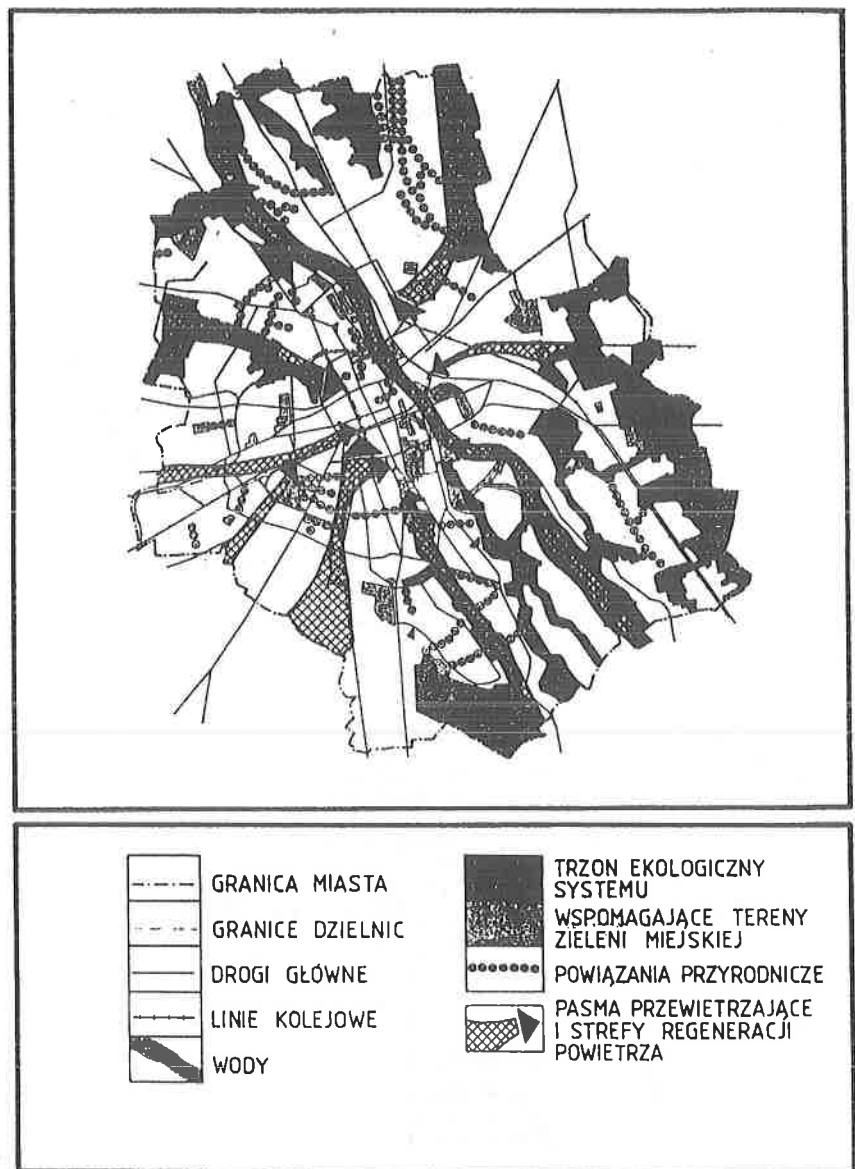 GRANICA MIASTA
GRANICE DZIELNIC
DROGI GŁÓWNE
LINIE KOLEJOWE
WODY
TRZON EKOLOGICZNY
SYSTEMU
WSPOMAGAJĄCE TERENY
ZIELENI MIEJSKIEJ
POWIĄZANIA PRZYRODNICZE
PASMA PRZEWIETRZAJĄCE
I STREFY REGENERACJI
POWIETRZA